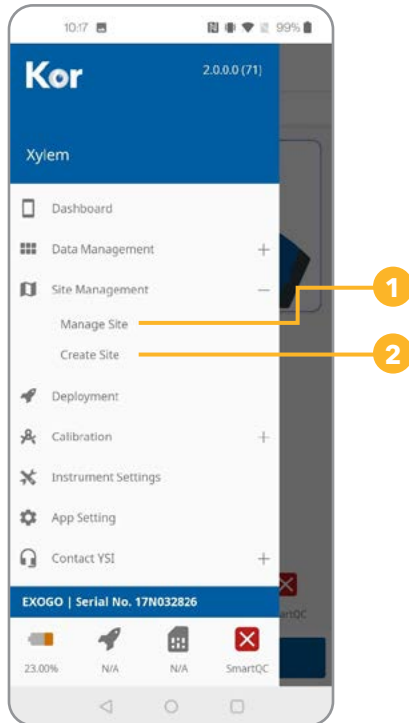 10:17 99%
Kor 2.0.0.0 (71)
Xylem
Dashboard
Data Management +
Site Management −
Manage Site 1
Create Site 2
Deployment
Calibration +
Instrument Settings
App Setting
Contact YSI +
EXOGO | Serial No. 17N032826
23.00% N/A N/A SmartQC
artQC